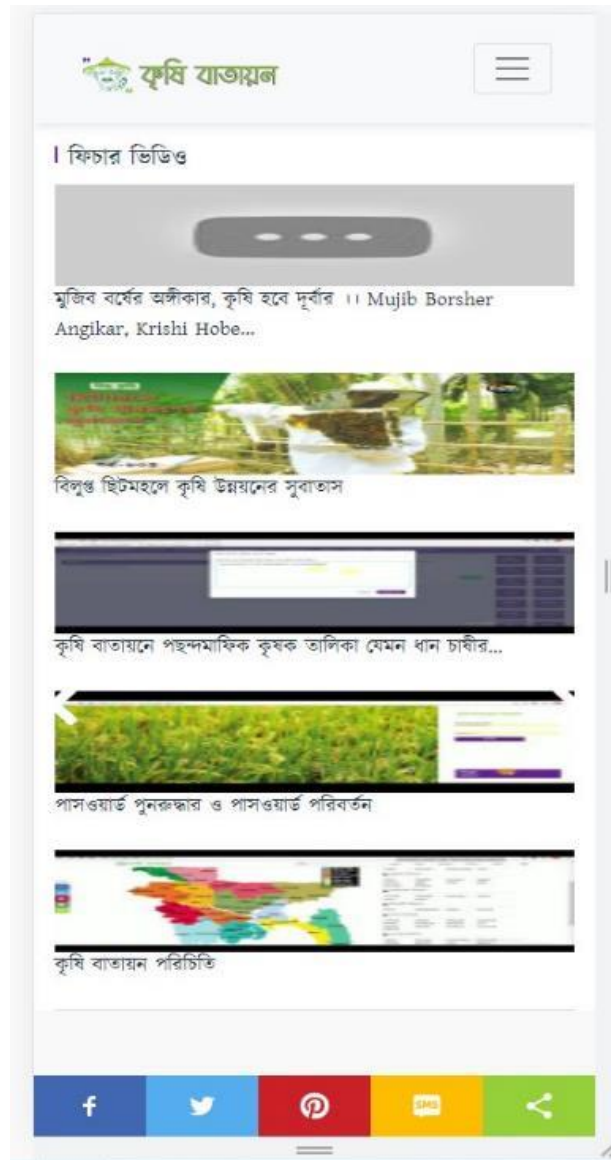 কৃষি বাতায়ন
ফিচার ভিডিও
মুজিব বর্ষের অঙ্গীকার, কৃষি হবে দূর্বার ।। Mujib Borsher
Angikar, Krishi Hobe...
বিলুপ্ত ছিটমহলে কৃষি উন্নয়নের সুবাতাস
কৃষি বাতায়নে পছন্দমাফিক কৃষক তালিকা যেমন ধান চাষীর...
পাসওয়ার্ড পুনরুদ্ধার ও পাসওয়ার্ড পরিবর্তন
কৃষি বাতায়ন পরিচিতি
SMS